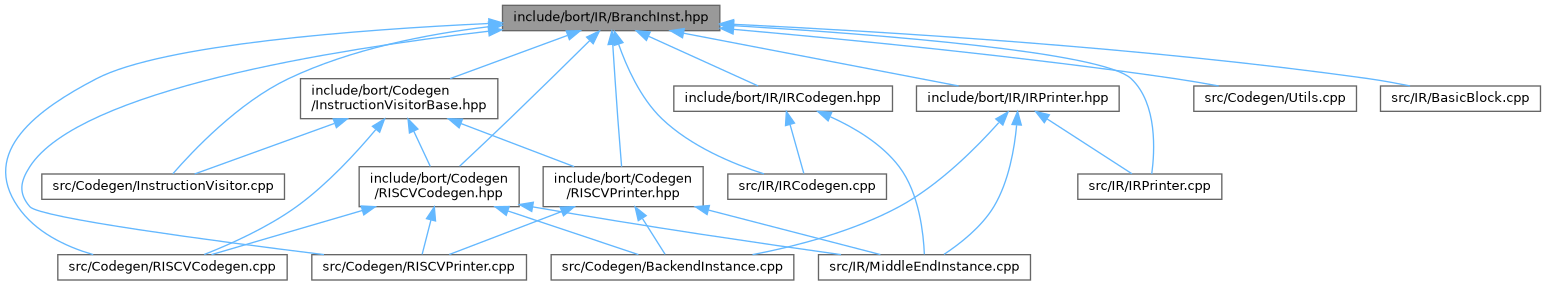 include/bort/IR/BranchInst.hpp
include/bort/Codegen
/InstructionVisitorBase.hpp
include/bort/IR/IRCodegen.hpp
include/bort/IR/IRPrinter.hpp
src/Codegen/Utils.cpp
src/IR/BasicBlock.cpp
src/Codegen/InstructionVisitor.cpp
include/bort/Codegen
/RISCVCodegen.hpp
include/bort/Codegen
/RISCVPrinter.hpp
src/IR/IRCodegen.cpp
src/IR/IRPrinter.cpp
src/Codegen/RISCVCodegen.cpp
src/Codegen/RISCVPrinter.cpp
src/Codegen/BackendInstance.cpp
src/IR/MiddleEndInstance.cpp